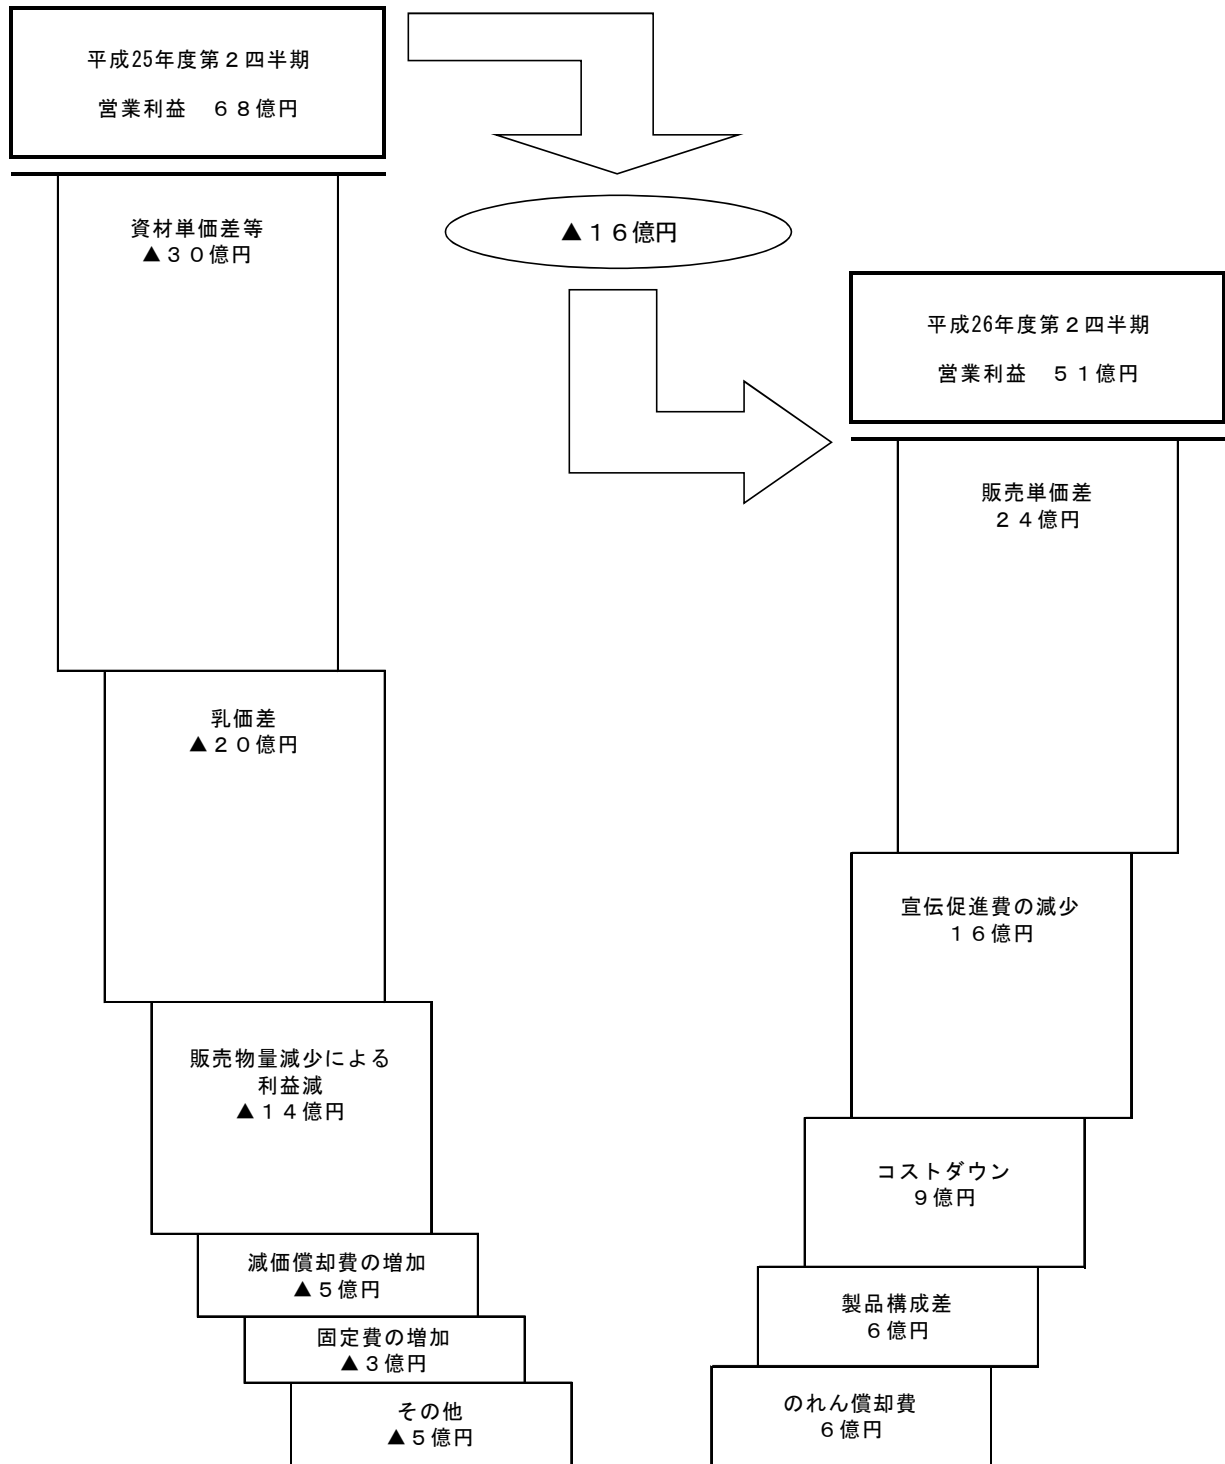 平成25年度第２四半期
営業利益　６８億円
▲１６億円
平成26年度第２四半期
営業利益　５１億円
資材単価差等
▲３０億円
乳価差
▲２０億円
販売物量減少による
利益減
▲１４億円
減価償却費の増加
▲５億円
固定費の増加
▲３億円
その他
▲５億円
販売単価差
２４億円
宣伝促進費の減少
１６億円
コストダウン
９億円
製品構成差
６億円
のれん償却費
６億円